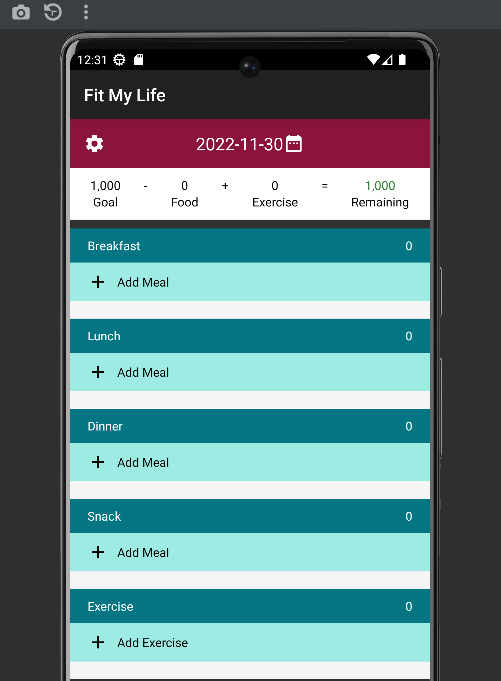 12:31
Fit My Life
2022-11-30
1,000 - 0 + 0 = 1,000
Goal Food Exercise Remaining
Breakfast 0
+ Add Meal
Lunch 0
+ Add Meal
Dinner 0
+ Add Meal
Snack 0
+ Add Meal
Exercise 0
+ Add Exercise